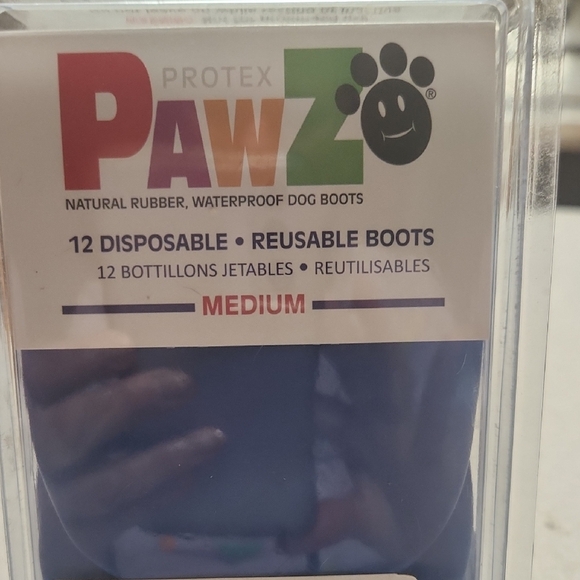 PROTEX
PAWZ®
NATURAL RUBBER, WATERPROOF DOG BOOTS
12 DISPOSABLE • REUSABLE BOOTS
12 BOTTILLONS JETABLES • REUTILISABLES
MEDIUM